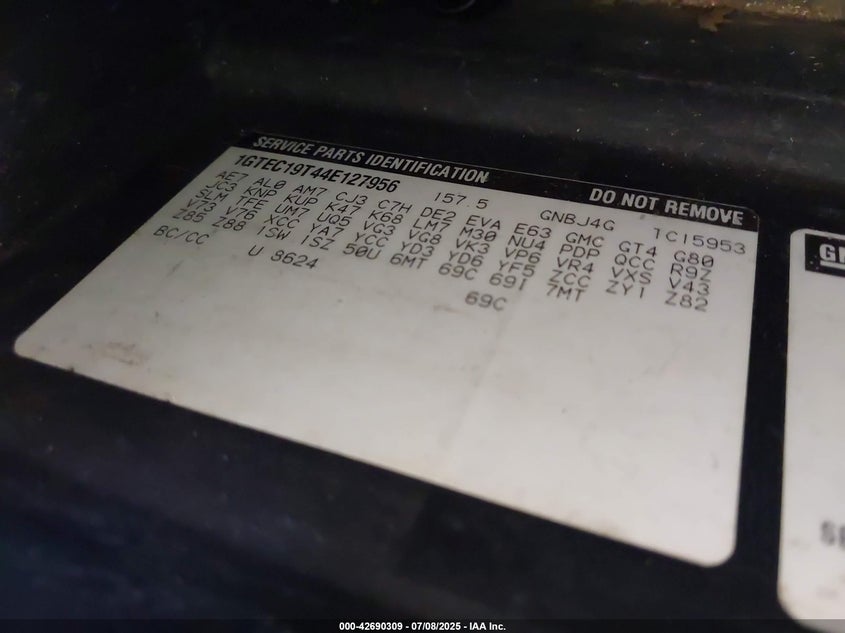 SERVICE PARTS IDENTIFICATION DO NOT REMOVE
1GTEC19T44E127956 157.5 GNBJ4G 1C15953
AE7 AL0 AM7 CJ3 C7H DE2 EVA E63 GMC GT4 G80
JC3 KNP KUP K47 K68 LM7 M30 NU4 PDP QCC R9Z
SLM TFE UM7 UQ5 VG3 VG8 VK3 VP6 VR4 VXS V43
V73 V76 XCC YA7 YCC YD3 YD6 YF5 ZCC ZY1 Z82
Z85 Z88 1SW 1SZ 50U 6MT 69C 69I 7MT
BC/CC U 8624 69C
000-42690309 - 07/08/2025 - IAA Inc.